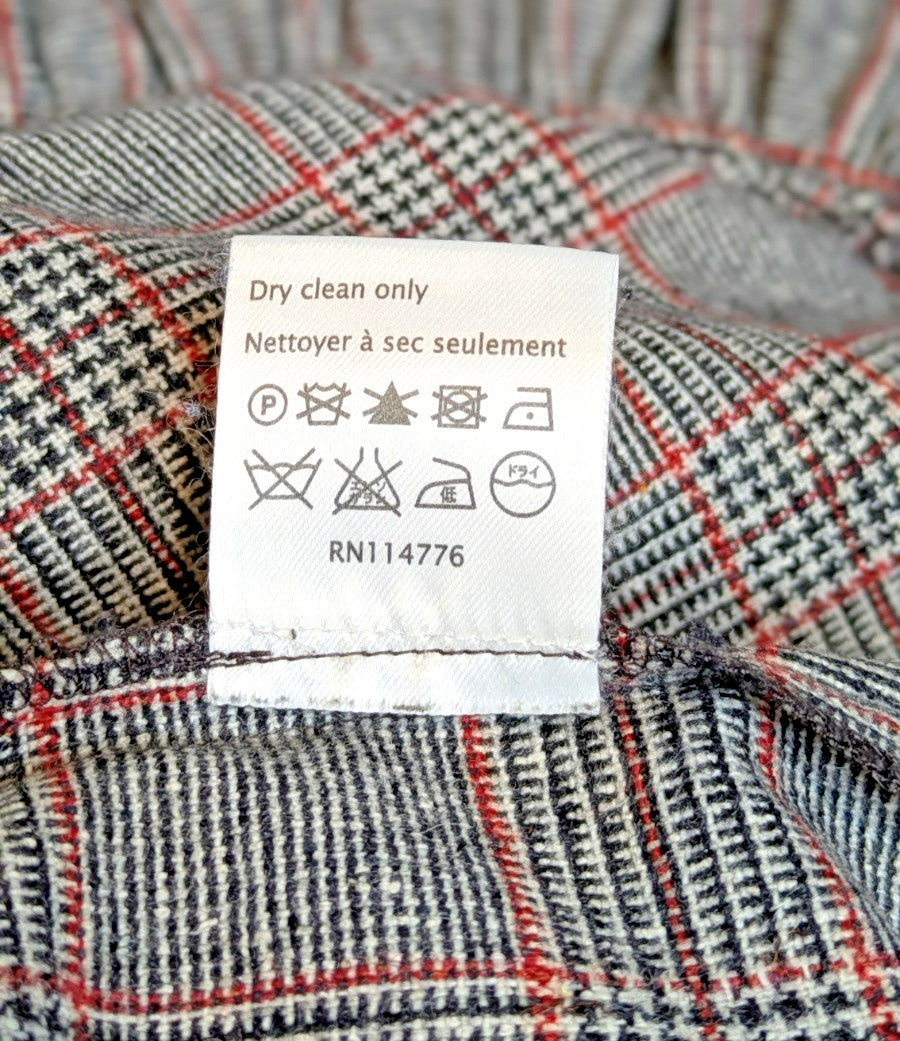 Dry clean only
Nettoyer à sec seulement
P
低 ドライ
RN114776